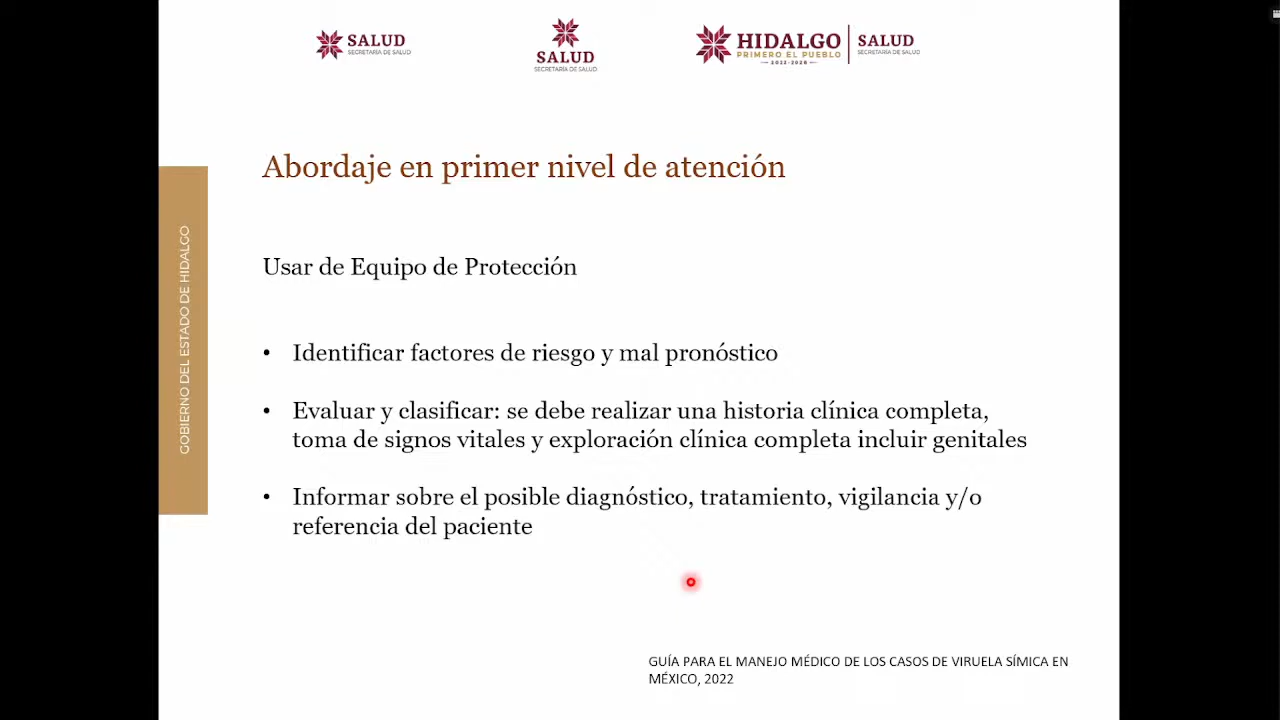 SALUD
SECRETARÍA DE SALUD
SALUD
SECRETARÍA DE SALUD
HIDALGO
PRIMERO EL PUEBLO
2022-2028
SALUD
SECRETARÍA DE SALUD
Abordaje en primer nivel de atención
GOBIERNO DEL ESTADO DE HIDALGO
Usar de Equipo de Protección
• Identificar factores de riesgo y mal pronóstico
• Evaluar y clasificar: se debe realizar una historia clínica completa,
toma de signos vitales y exploración clínica completa incluir genitales
• Informar sobre el posible diagnóstico, tratamiento, vigilancia y/o
referencia del paciente
GUÍA PARA EL MANEJO MÉDICO DE LOS CASOS DE VIRUELA SÍMICA EN
MÉXICO, 2022